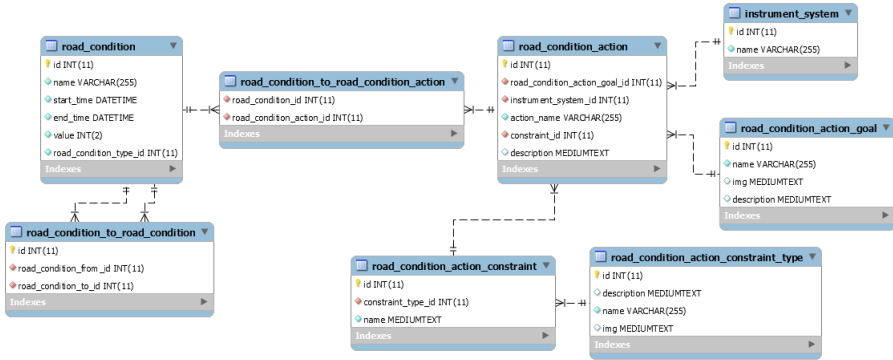 road_condition
id INT(11)
name VARCHAR(255)
start_time DATETIME
end_time DATETIME
value INT(2)
road_condition_type_id INT(11)
Indexes
road_condition_to_road_condition_action
road_condition_id INT(11)
road_condition_action_id INT(11)
Indexes
road_condition_action
id INT(11)
road_condition_action_goal_id INT(11)
instrument_system_id INT(11)
action_name VARCHAR(255)
constraint_id INT(11)
description MEDIUMTEXT
Indexes
instrument_system
id INT(11)
name VARCHAR(255)
Indexes
road_condition_action_goal
id INT(11)
name VARCHAR(255)
img MEDIUMTEXT
description MEDIUMTEXT
Indexes
road_condition_to_road_condition
id INT(11)
road_condition_from_id INT(11)
road_condition_to_id INT(11)
Indexes
road_condition_action_constraint
id INT(11)
constraint_type_id INT(11)
name MEDIUMTEXT
Indexes
road_condition_action_constraint_type
id INT(11)
description MEDIUMTEXT
name VARCHAR(255)
img MEDIUMTEXT
Indexes